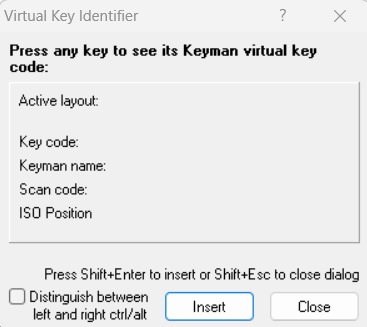 Virtual Key Identifier ? ×
Press any key to see its Keyman virtual key
code:
Active layout:
Key code:
Keyman name:
Scan code:
ISO Position
Press Shift+Enter to insert or Shift+Esc to close dialog
Distinguish between
left and right ctrl/alt
Insert
Close